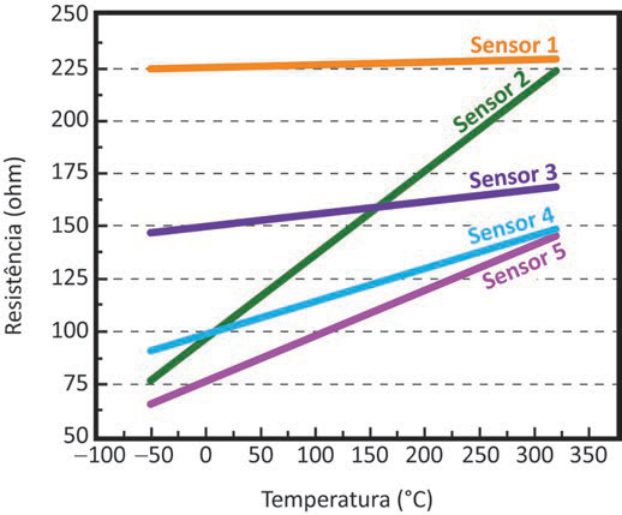 250
225
200
175
150
125
100
75
50
Resistência (ohm)
Sensor 1
Sensor 2
Sensor 3
Sensor 4
Sensor 5
–100 –50 0 50 100 150 200 250 300 350
Temperatura (°C)